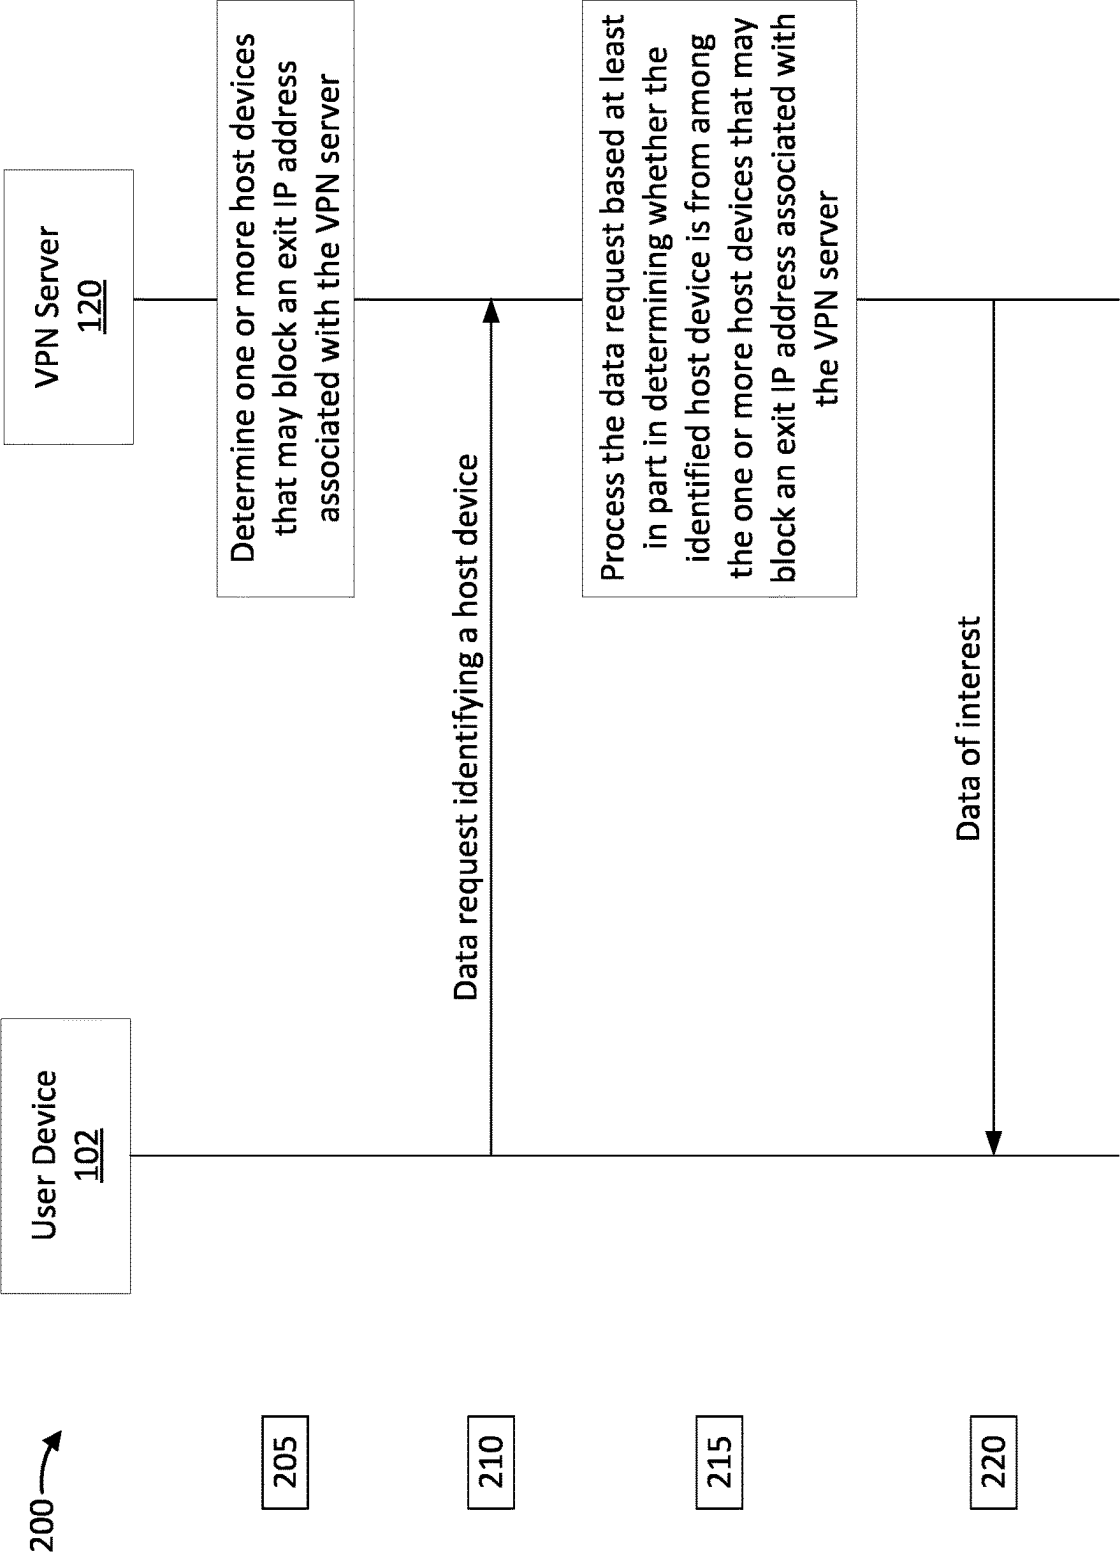 200
User Device
102
VPN Server
120
205
Determine one or more host devices
that may block an exit IP address
associated with the VPN server
210
Data request identifying a host device
215
Process the data request based at least
in part in determining whether the
identified host device is from among
the one or more host devices that may
block an exit IP address associated with
the VPN server
220
Data of interest